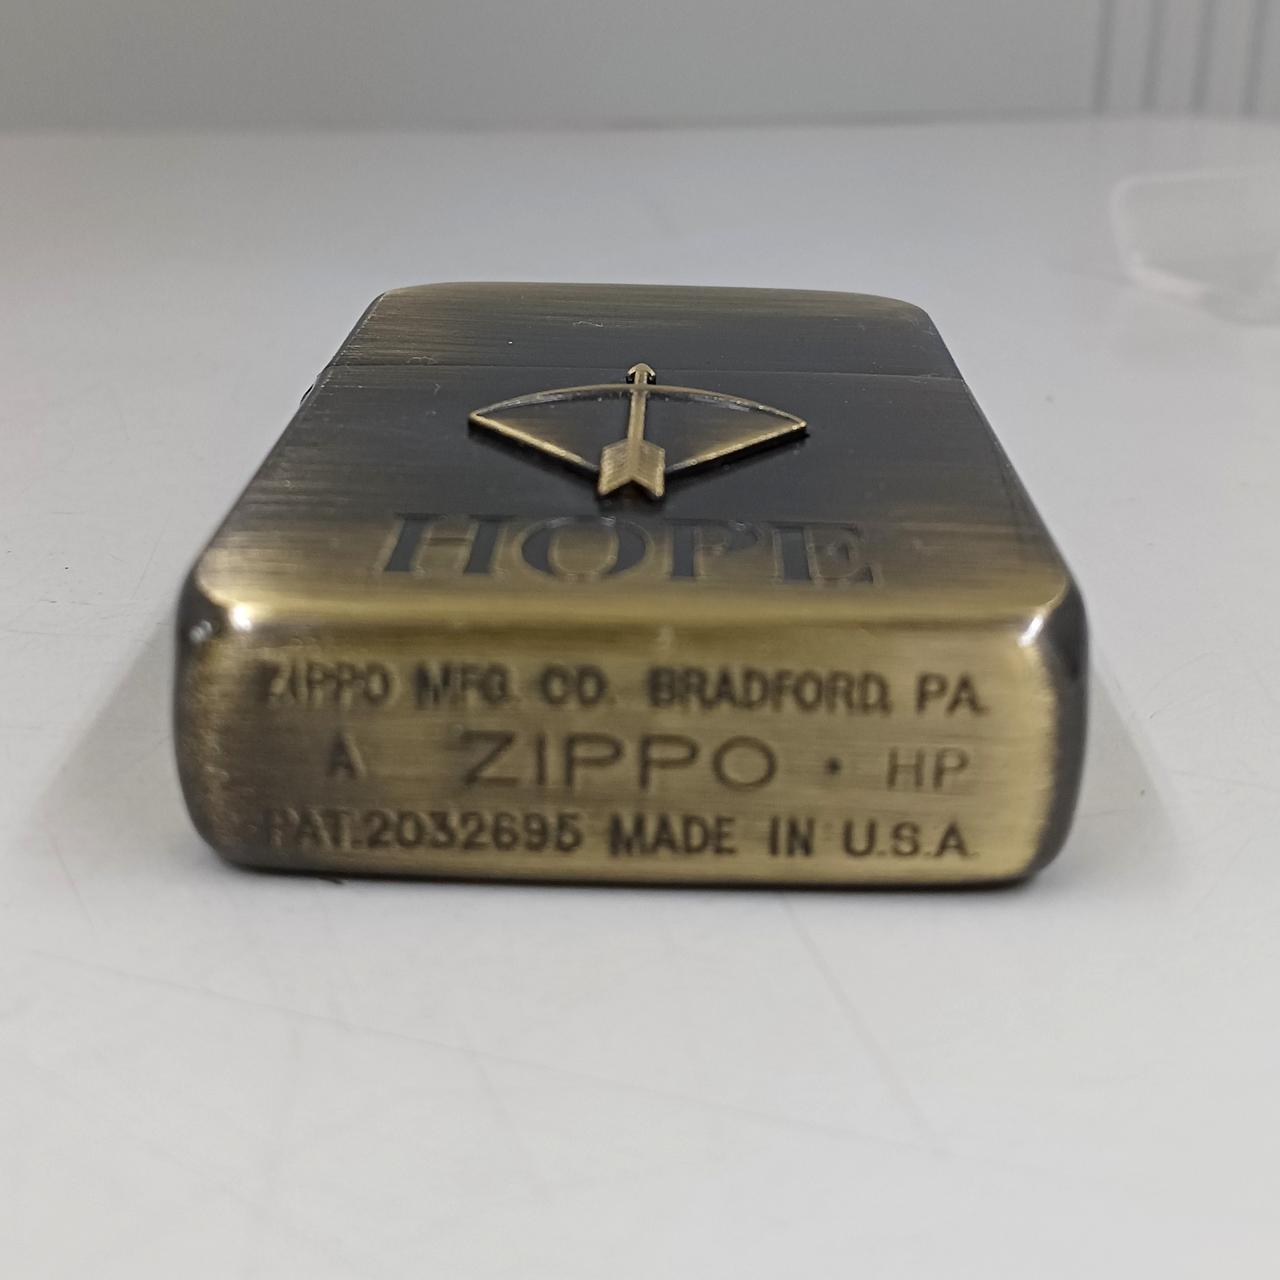 HOPE
ZIPPO MFG. CO. BRADFORD, PA.
A ZIPPO · HP
PAT.2032695 MADE IN U.S.A.